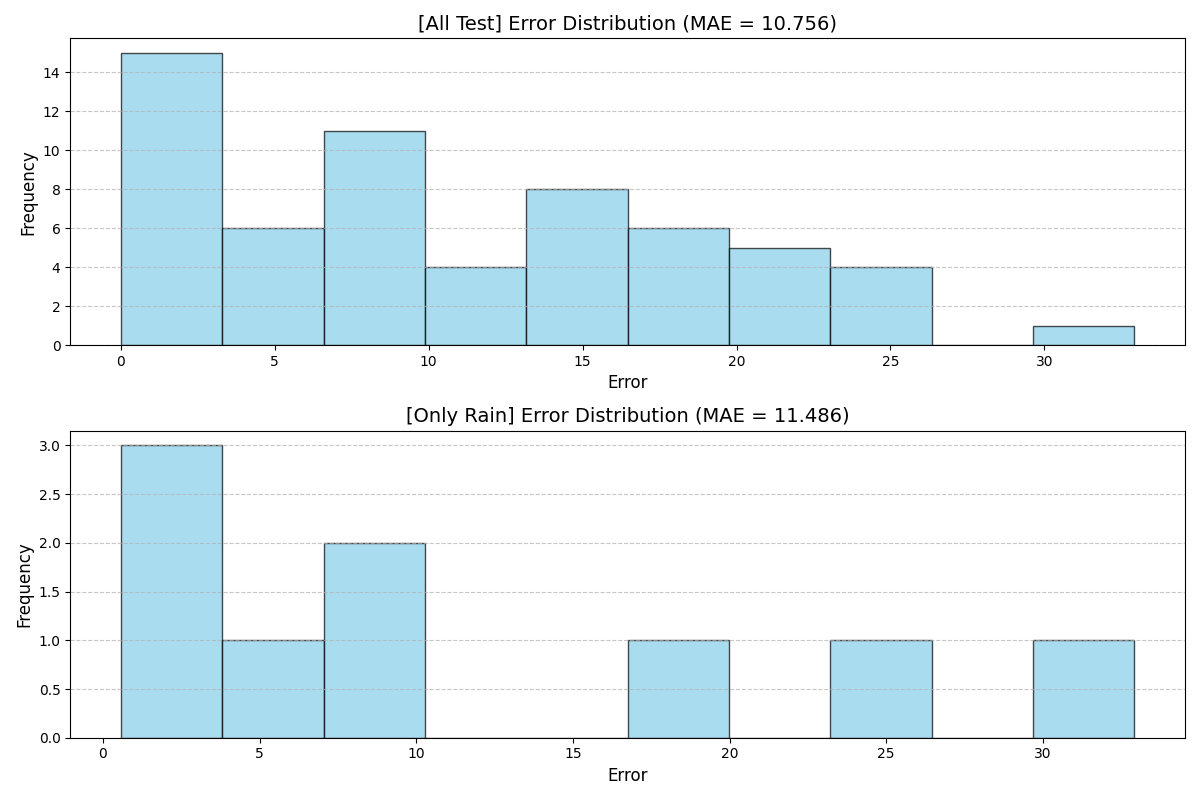 [All Test] Error Distribution (MAE = 10.756)
14
12
10
8
6
4
2
0
Frequency
0 5 10 15 20 25 30
Error
[Only Rain] Error Distribution (MAE = 11.486)
3.0
2.5
2.0
1.5
1.0
0.5
0.0
Frequency
0 5 10 15 20 25 30
Error